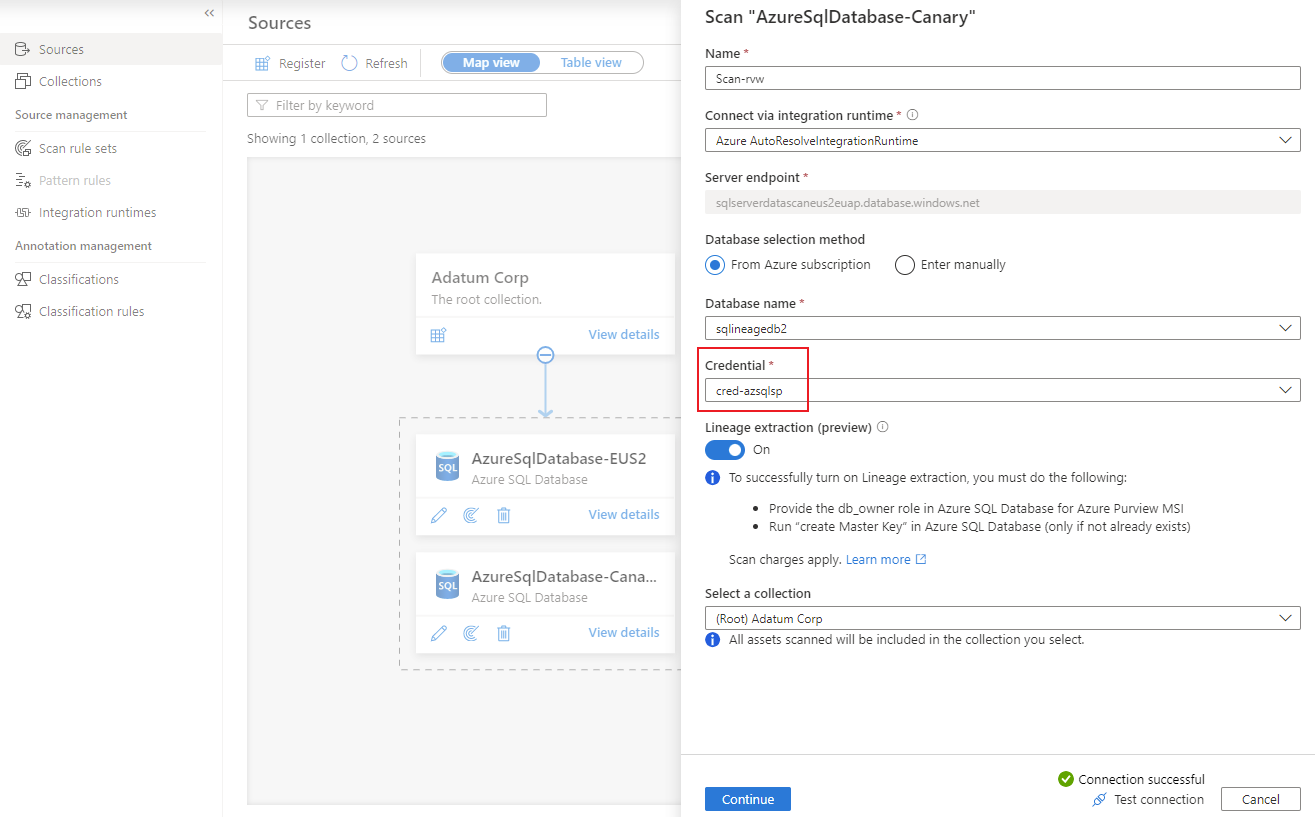 «
Sources
Collections
Source management
Scan rule sets
Pattern rules
Integration runtimes
Annotation management
Classifications
Classification rules
Sources
Register
Refresh
Map view
Table view
Filter by keyword
Showing 1 collection, 2 sources
Adatum Corp
The root collection.
View details
SQL
AzureSqlDatabase-EUS2
Azure SQL Database
View details
SQL
AzureSqlDatabase-Cana...
Azure SQL Database
View details
Scan "AzureSqlDatabase-Canary"
Name *
Scan-rvw
Connect via integration runtime *
Azure AutoResolveIntegrationRuntime
Server endpoint *
sqlserverdatascaneus2euap.database.windows.net
Database selection method
From Azure subscription
Enter manually
Database name *
sqlineagedb2
Credential *
cred-azsqlsp
Lineage extraction (preview)
On
To successfully turn on Lineage extraction, you must do the following:
• Provide the db_owner role in Azure SQL Database for Azure Purview MSI
• Run “create Master Key” in Azure SQL Database (only if not already exists)
Scan charges apply. Learn more
Select a collection
(Root) Adatum Corp
All assets scanned will be included in the collection you select.
Connection successful
Continue
Test connection
Cancel